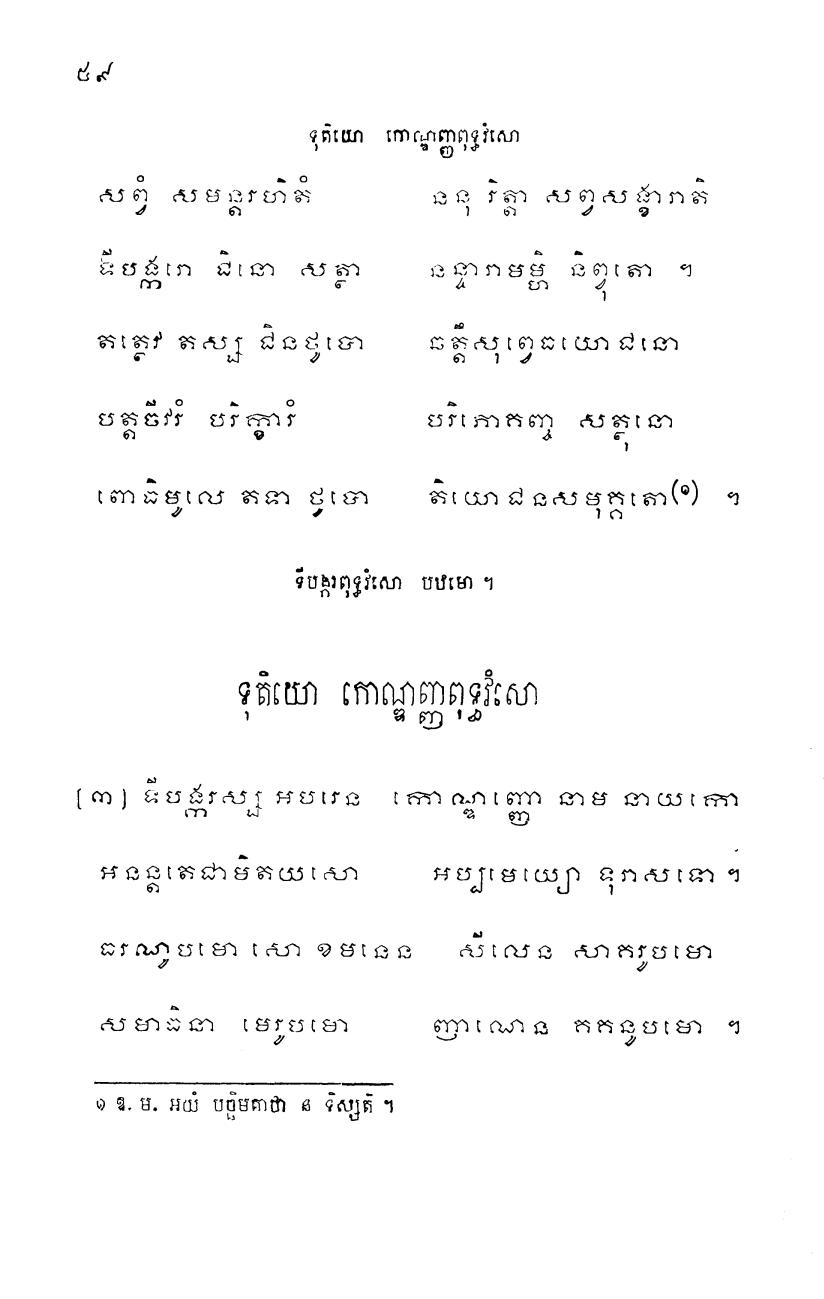 ៥៩
ទុតិយោ កោណ្ឌញ្ញពុទ្ធវំសោ
សព្វំ សមន្តរហិតំ ននុ រិត្តា សព្វសង្ខារាតិ
ទីបង្ករោ ជិនោ សត្ថា នន្ទារាមម្ហិ និព្វុតោ ។
តត្ថេវ តស្ស ជិនថូបោ ឆត្តឹសុព្វេធយោជនោ
បត្តចីវរំ បរិក្ខារំ បរិភោគញ្ច សត្ថុនោ
ពោធិមូលេ តទា ថូបោ តិយោជនសមុគ្គតោ(១) ។
ទីបង្ករពុទ្ធវំសោ បឋមោ ។
ទុតិយោ កោណ្ឌញ្ញពុទ្ធវំសោ
[៣] ទីបង្ករស្ស អបរេន កោណ្ឌញ្ញោ នាម នាយកោ
អនន្តតេជាមិតយសោ អប្បមេយ្យោ ទុរាសទោ ។
ធរណូបមោ សោ ខមនេន សីលេន សាគរូបមោ
សមាធិនា មេរូបមោ ញាណេន គគនូបមោ ។
១ ឱ. ម. អយំ បច្ឆិមគាថា ន ទិស្សតិ ។